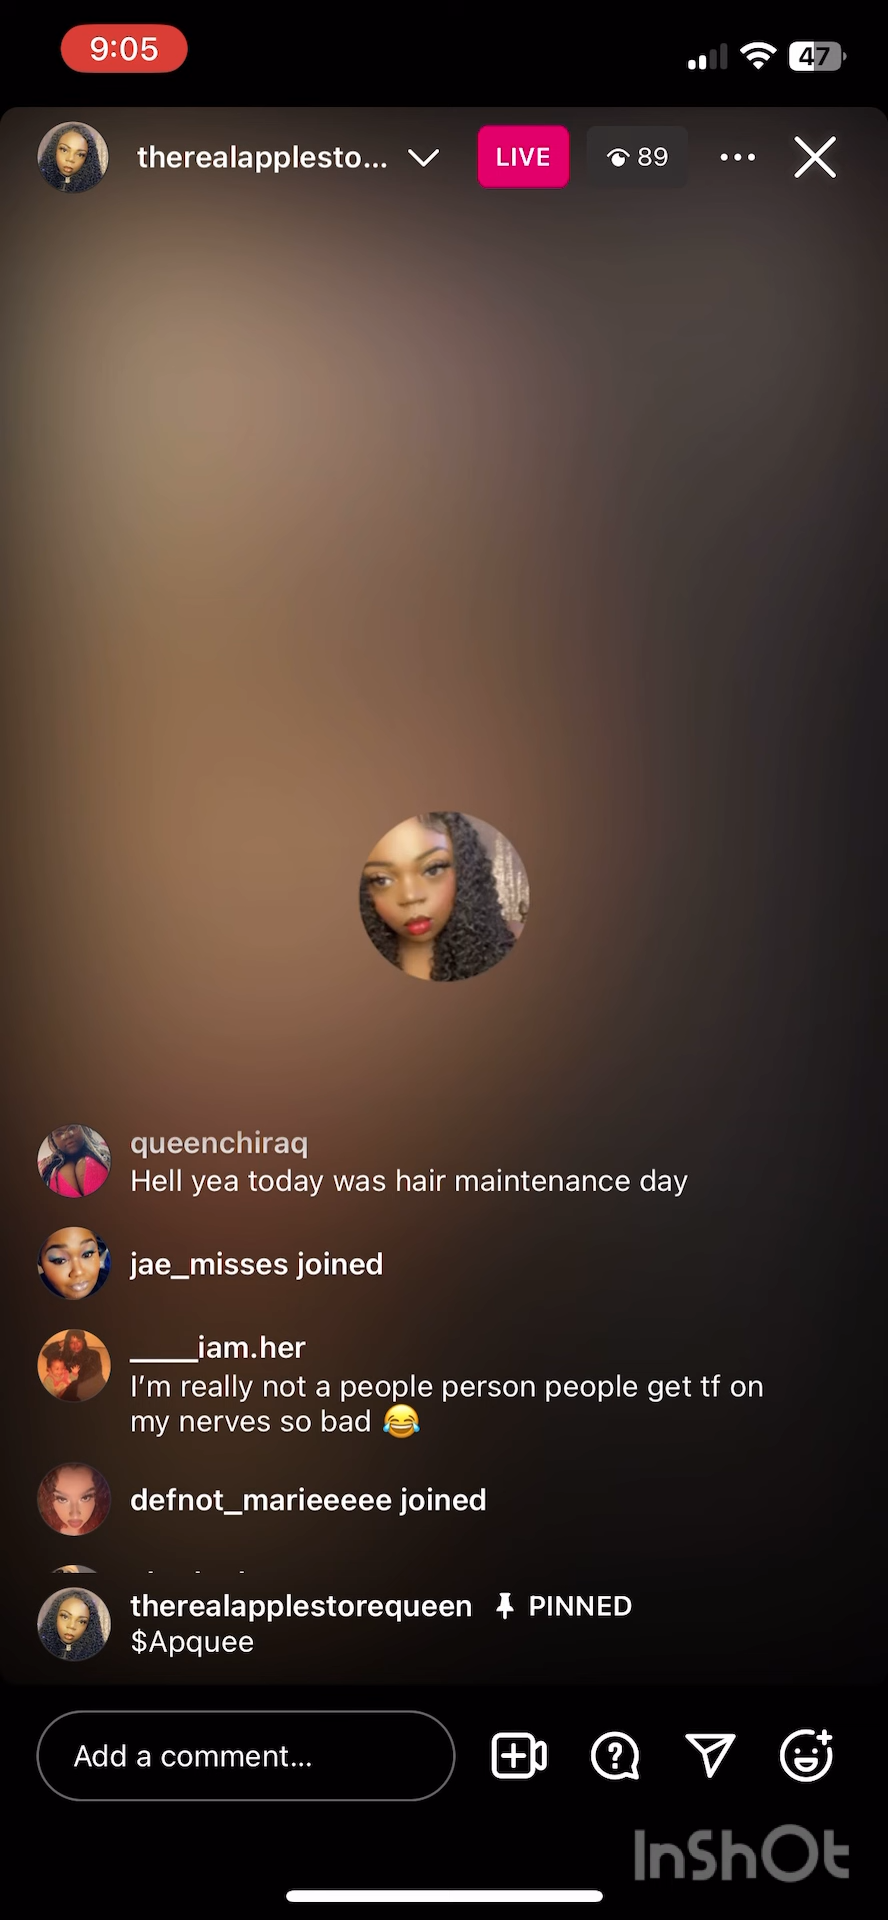 9:05
47
therealapplesto...
LIVE
89
queenchiraq
Hell yea today was hair maintenance day
jae_misses joined
_____iam.her
I’m really not a people person people get tf on
my nerves so bad 😂
defnot_marieeeee joined
therealapplestorequeen PINNED
$Apquee
Add a comment...
InShOt